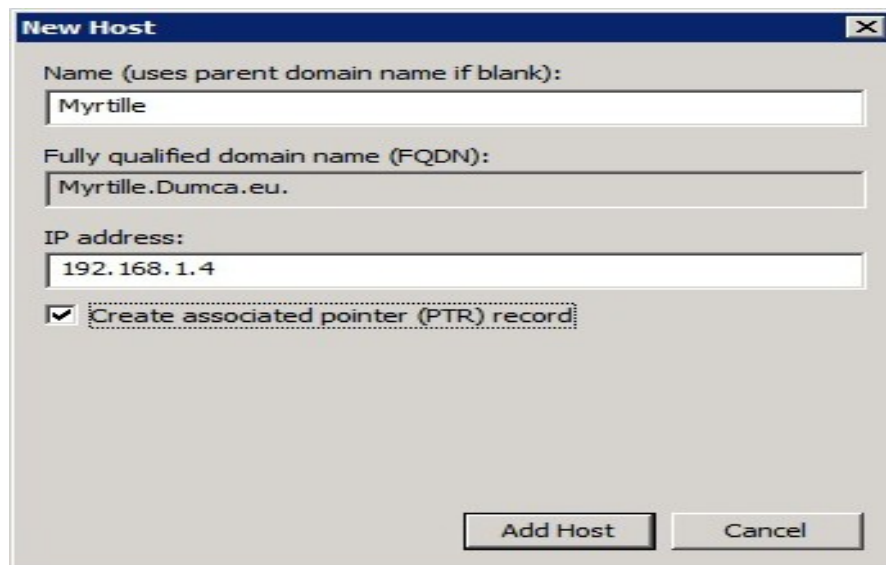 New Host
Name (uses parent domain name if blank):
Myrtille
Fully qualified domain name (FQDN):
Myrtille.Dumca.eu.
IP address:
192.168.1.4
Create associated pointer (PTR) record
Add Host
Cancel